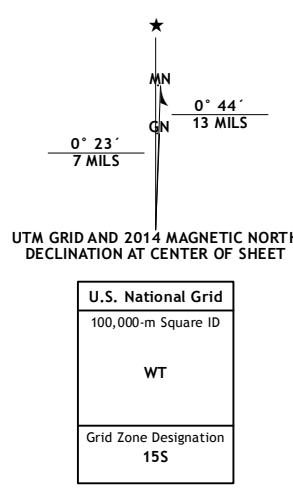 ★
MN
0° 44´
13 MILS
GN
0° 23´
7 MILS
UTM GRID AND 2014 MAGNETIC NORTH
DECLINATION AT CENTER OF SHEET
U.S. National Grid
100,000-m Square ID
WT
Grid Zone Designation
15S